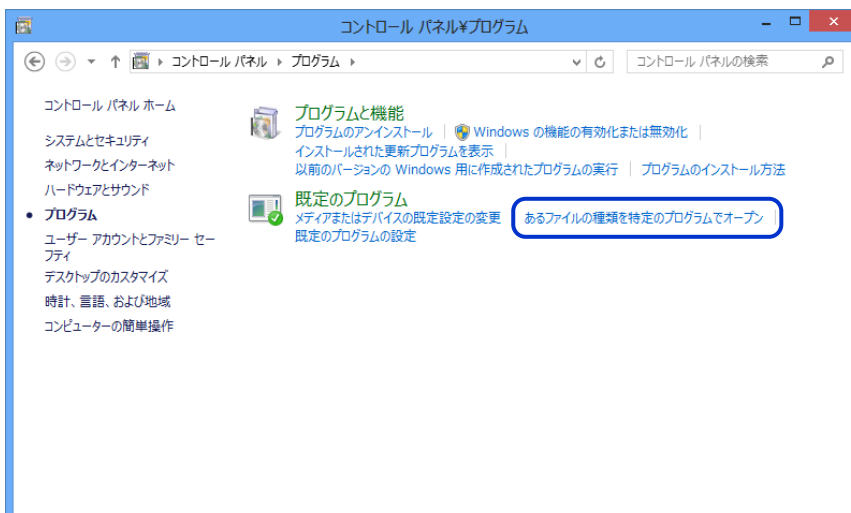 コントロール パネル¥プログラム
コントロール パネル プログラム
コントロール パネルの検索
コントロール パネル ホーム
システムとセキュリティ
ネットワークとインターネット
ハードウェアとサウンド
プログラム
ユーザー アカウントとファミリー セー
フティ
デスクトップのカスタマイズ
時計、言語、および地域
コンピューターの簡単操作
プログラムと機能
プログラムのアンインストール Windows の機能の有効化または無効化
インストールされた更新プログラムを表示
以前のバージョンの Windows 用に作成されたプログラムの実行 プログラムのインストール方法
既定のプログラム
メディアまたはデバイスの既定設定の変更 あるファイルの種類を特定のプログラムでオープン
既定のプログラムの設定